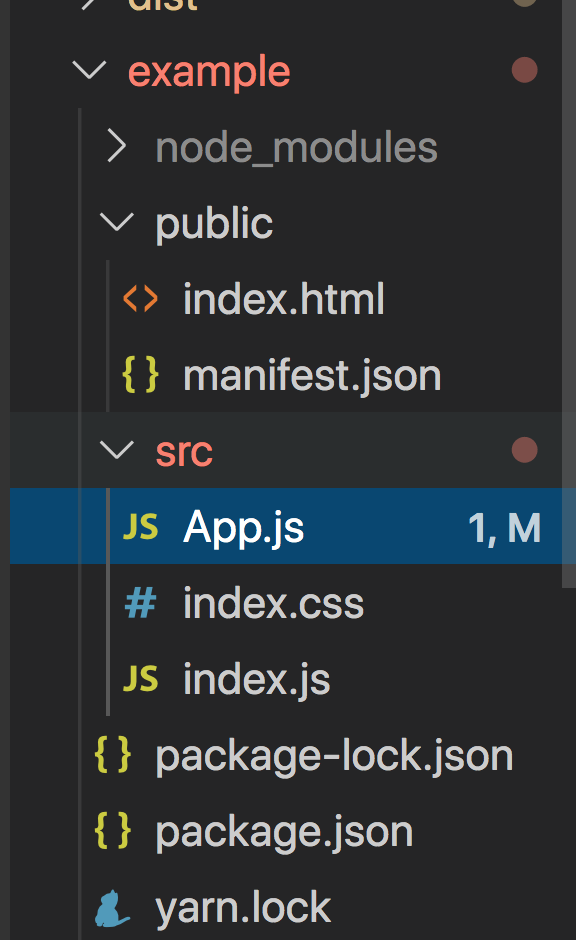 dist
example
node_modules
public
<> index.html
{ } manifest.json
src
JS App.js 1, M
# index.css
JS index.js
{ } package-lock.json
{ } package.json
yarn.lock